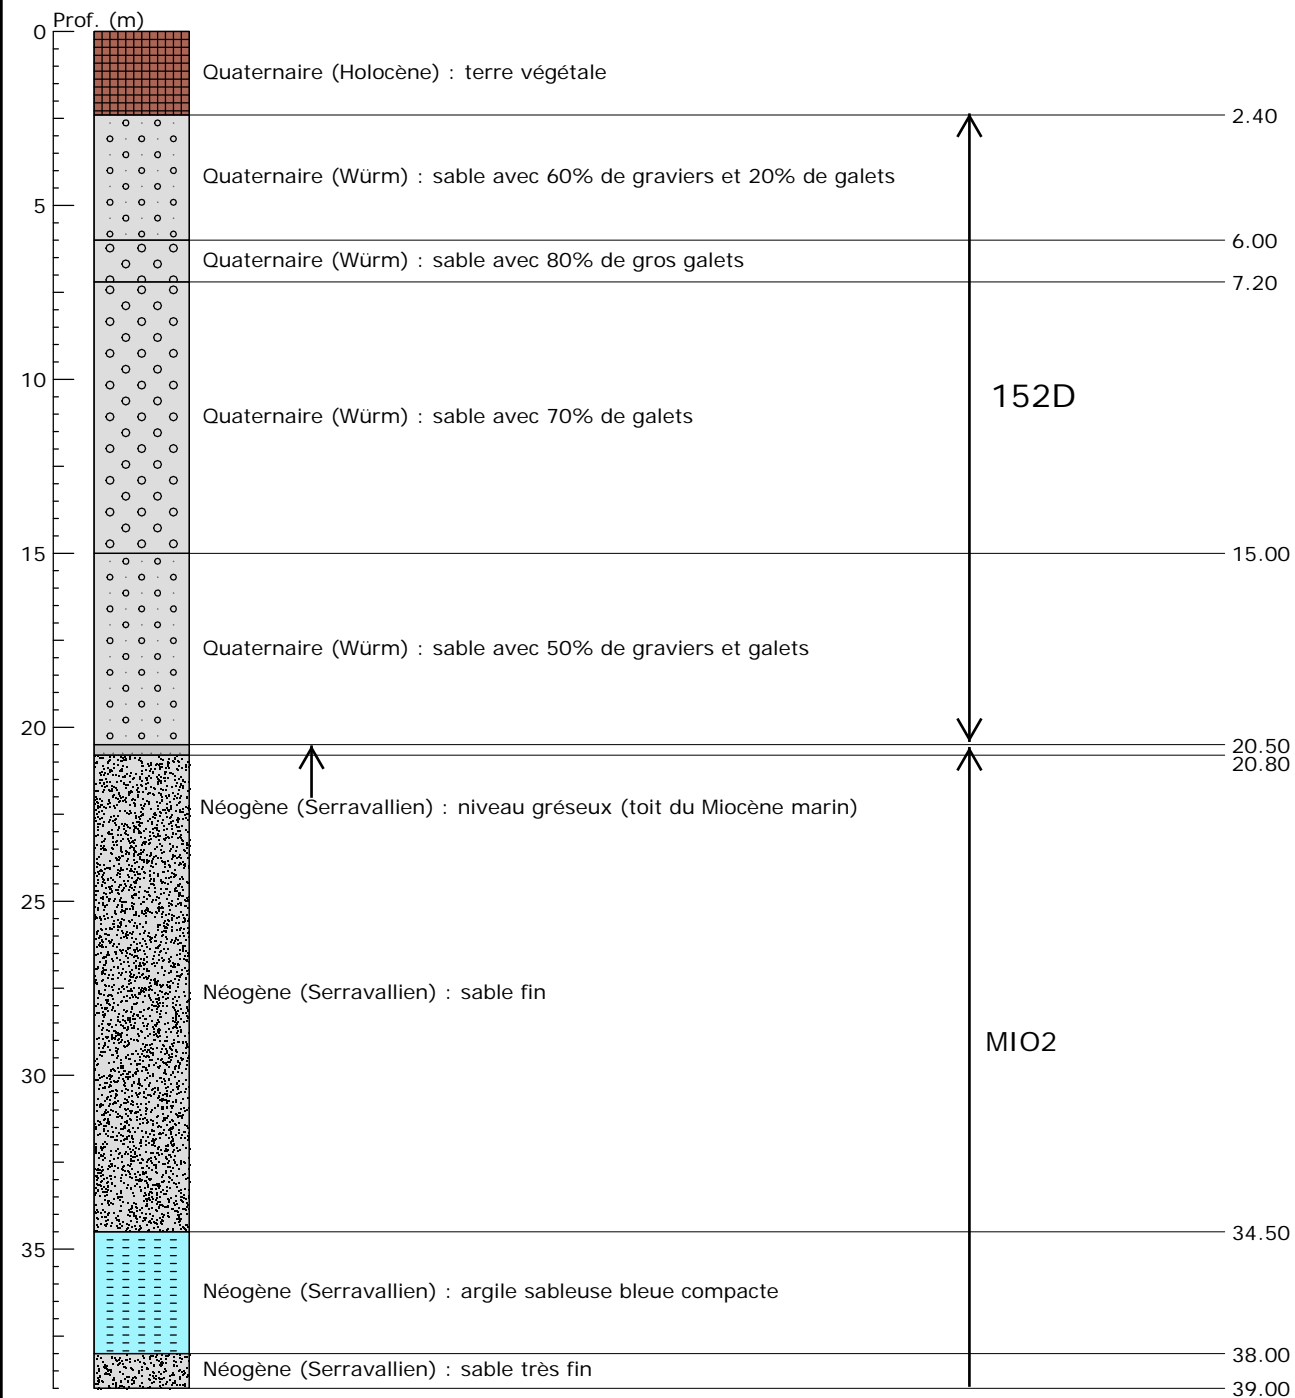 Prof. (m)
0
Quaternaire (Holocène) : terre végétale
2.40
Quaternaire (Würm) : sable avec 60% de graviers et 20% de galets
5
6.00
Quaternaire (Würm) : sable avec 80% de gros galets
7.20
10
152D
Quaternaire (Würm) : sable avec 70% de galets
15
15.00
Quaternaire (Würm) : sable avec 50% de graviers et galets
20
20.50
20.80
Néogène (Serravallien) : niveau gréseux (toit du Miocène marin)
25
Néogène (Serravallien) : sable fin
MIO2
30
34.50
35
Néogène (Serravallien) : argile sableuse bleue compacte
38.00
Néogène (Serravallien) : sable très fin
39.00